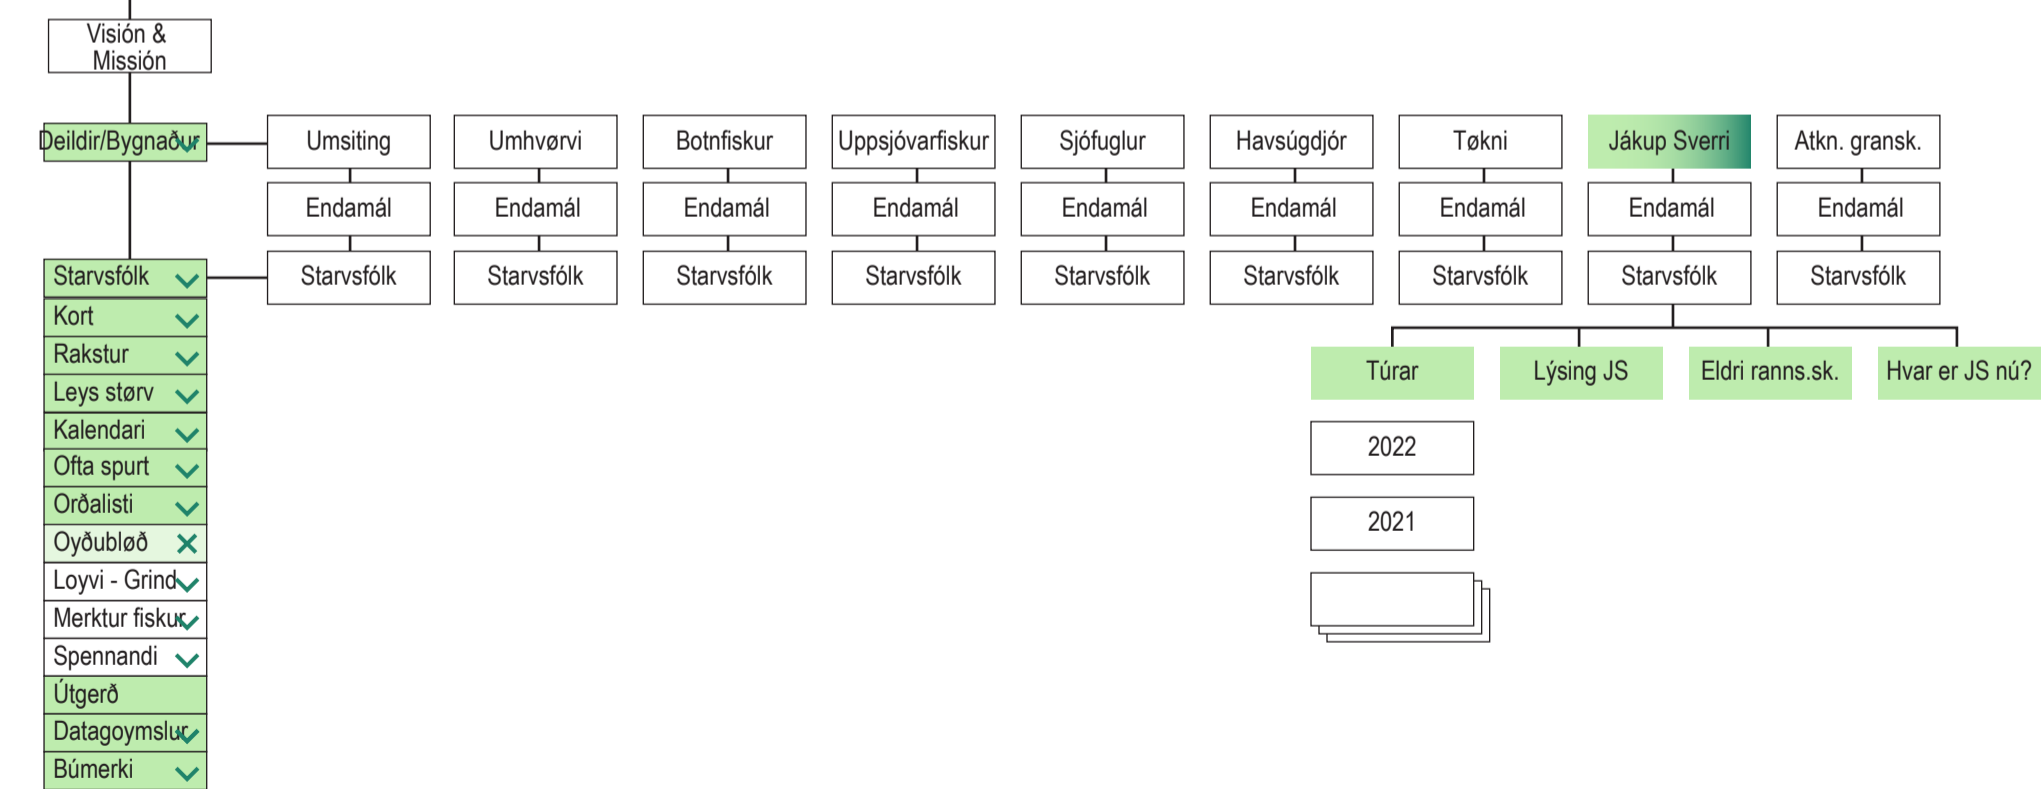 Visión &
Missión
Deildir/Bygnaður
Umsiting
Umhvørvi
Botnfiskur
Uppsjóvarfiskur
Sjófuglur
Havsúgdjór
Tøkni
Jákup Sverri
Atkn. gransk.
Endamál
Endamál
Endamál
Endamál
Endamál
Endamál
Endamál
Endamál
Endamál
Starvsfólk
Starvsfólk
Starvsfólk
Starvsfólk
Starvsfólk
Starvsfólk
Starvsfólk
Starvsfólk
Starvsfólk
Starvsfólk
Kort
Rakstur
Leys størv
Kalendari
Ofta spurt
Orðalisti
Oyðubløð
Loyvi - Grind
Merktur fiskur
Spennandi
Útgerð
Datagoymslur
Búmerki
Túrar
Lýsing JS
Eldri ranns.sk.
Hvar er JS nú?
2022
2021